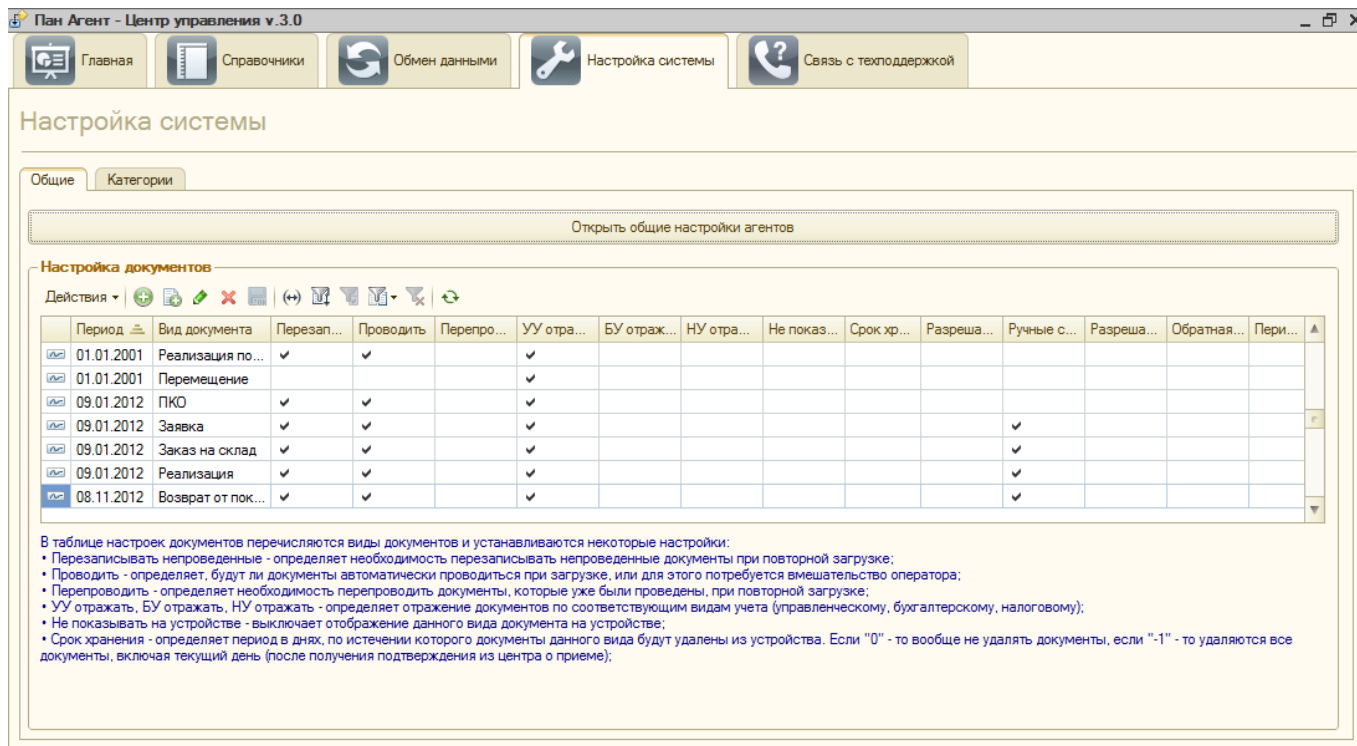 Пан Агент - Центр управления v.3.0
Главная Справочники Обмен данными Настройка системы Связь с техподдержкой
Настройка системы
Общие Категории
Открыть общие настройки агентов
Настройка документов
Действия
Период Вид документа Перезап... Проводить Перепро... УУ отра... БУ отраж... НУ отра... Не показ... Срок хр... Разреша... Ручные с... Разреша... Обратная... Пери...
01.01.2001 Реализация по...
01.01.2001 Перемещение
09.01.2012 ПКО
09.01.2012 Заявка
09.01.2012 Заказ на склад
09.01.2012 Реализация
08.11.2012 Возврат от пок...
В таблице настроек документов перечисляются виды документов и устанавливаются некоторые настройки:
• Перезаписывать непроведенные - определяет необходимость перезаписывать непроведенные документы при повторной загрузке;
• Проводить - определяет, будут ли документы автоматически проводиться при загрузке, или для этого потребуется вмешательство оператора;
• Перепроводить - определяет необходимость перепроводить документы, которые уже были проведены, при повторной загрузке;
• УУ отражать, БУ отражать, НУ отражать - определяет отражение документов по соответствующим видам учета (управленческому, бухгалтерскому, налоговому);
• Не показывать на устройстве - выключает отображение данного вида документа на устройстве;
• Срок хранения - определяет период в днях, по истечении которого документы данного вида будут удалены из устройства. Если "0" - то вообще не удалять документы, если "-1" - то удаляются все
документы, включая текущий день (после получения подтверждения из центра о приеме);